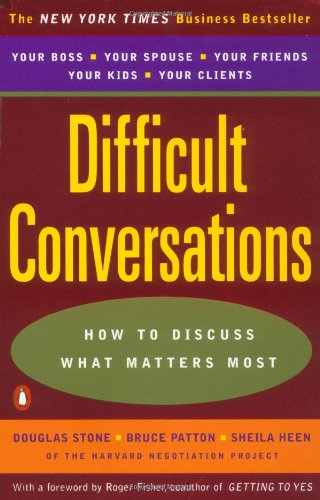 The NEW YORK TIMES Business Bestseller
YOUR BOSS ▪ YOUR SPOUSE ▪ YOUR FRIENDS
YOUR KIDS ▪ YOUR CLIENTS
Difficult
Conversations
HOW TO DISCUSS
WHAT MATTERS MOST
DOUGLAS STONE ▪ BRUCE PATTON ▪ SHEILA HEEN
OF THE HARVARD NEGOTIATION PROJECT
With a foreword by Roger Fisher, coauthor of GETTING TO YES